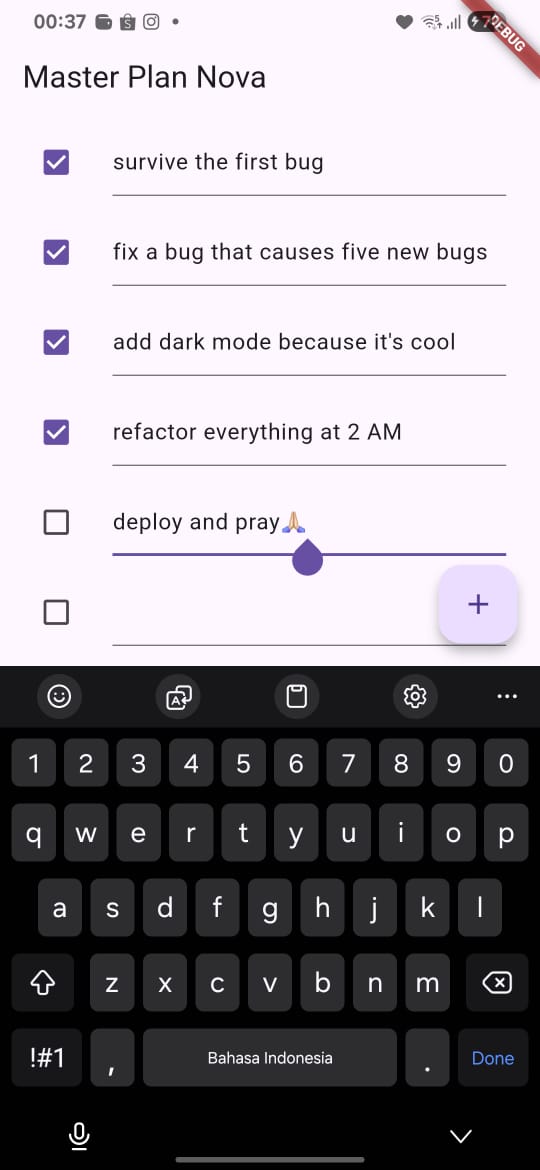 00:37
DEBUG
Master Plan Nova
survive the first bug
fix a bug that causes five new bugs
add dark mode because it's cool
refactor everything at 2 AM
deploy and pray🙏🏼
+
1 2 3 4 5 6 7 8 9 0
q w e r t y u i o p
a s d f g h j k l
z x c v b n m
!#1 , Bahasa Indonesia . Done